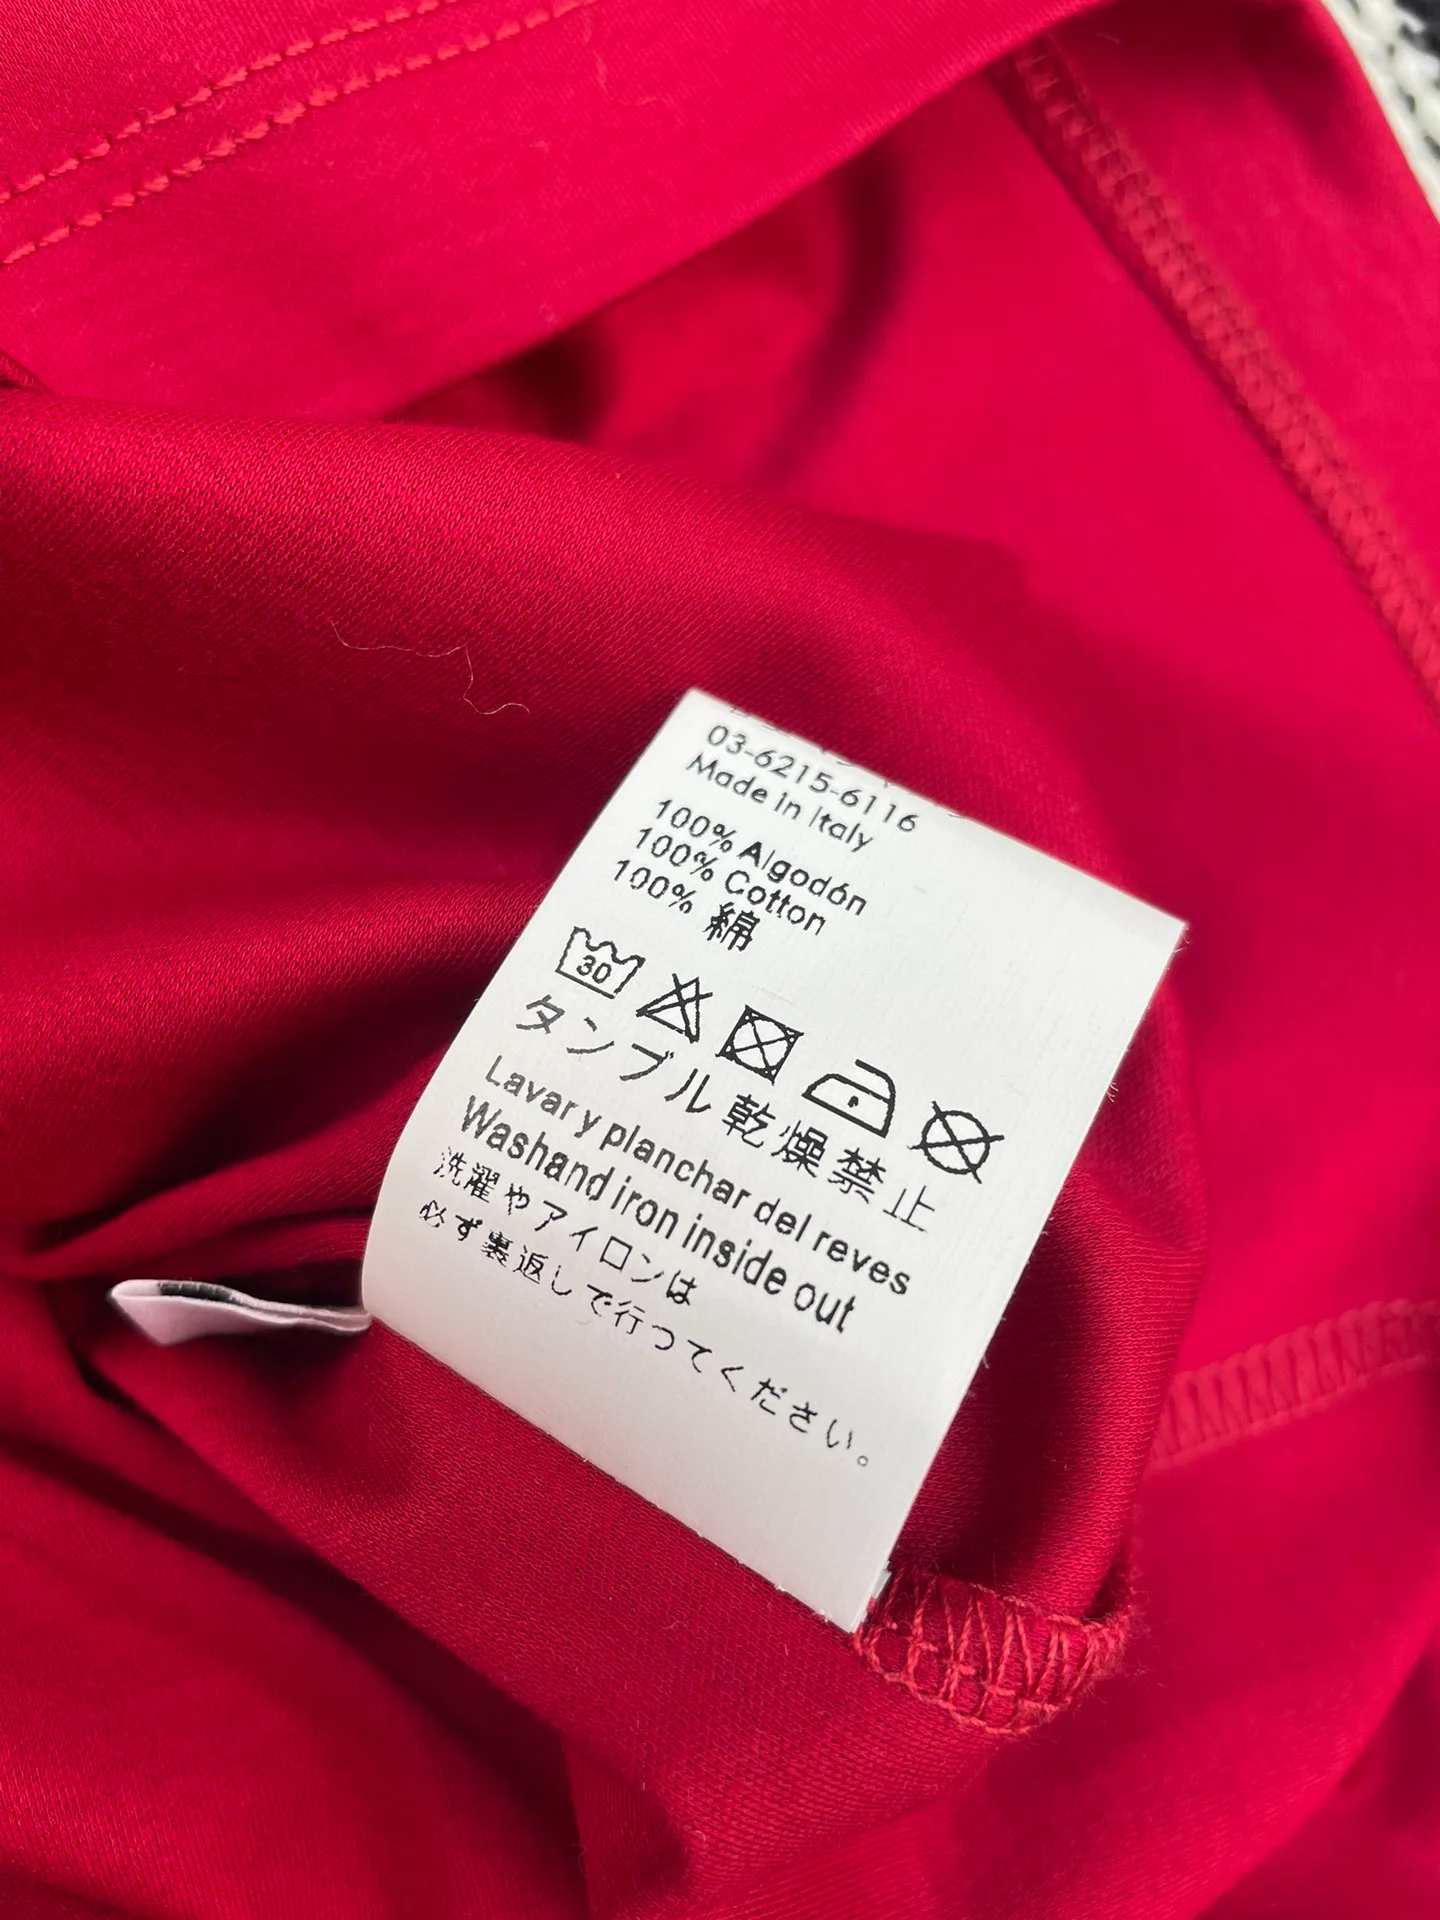 03-6215-6116
Made in Italy
100% Algodón
100% Cotton
100% 綿
30
タンブル乾燥禁止
Lavar y planchar del reves
Washand iron inside out
洗濯やアイロンは
必ず裏返しで行ってください。